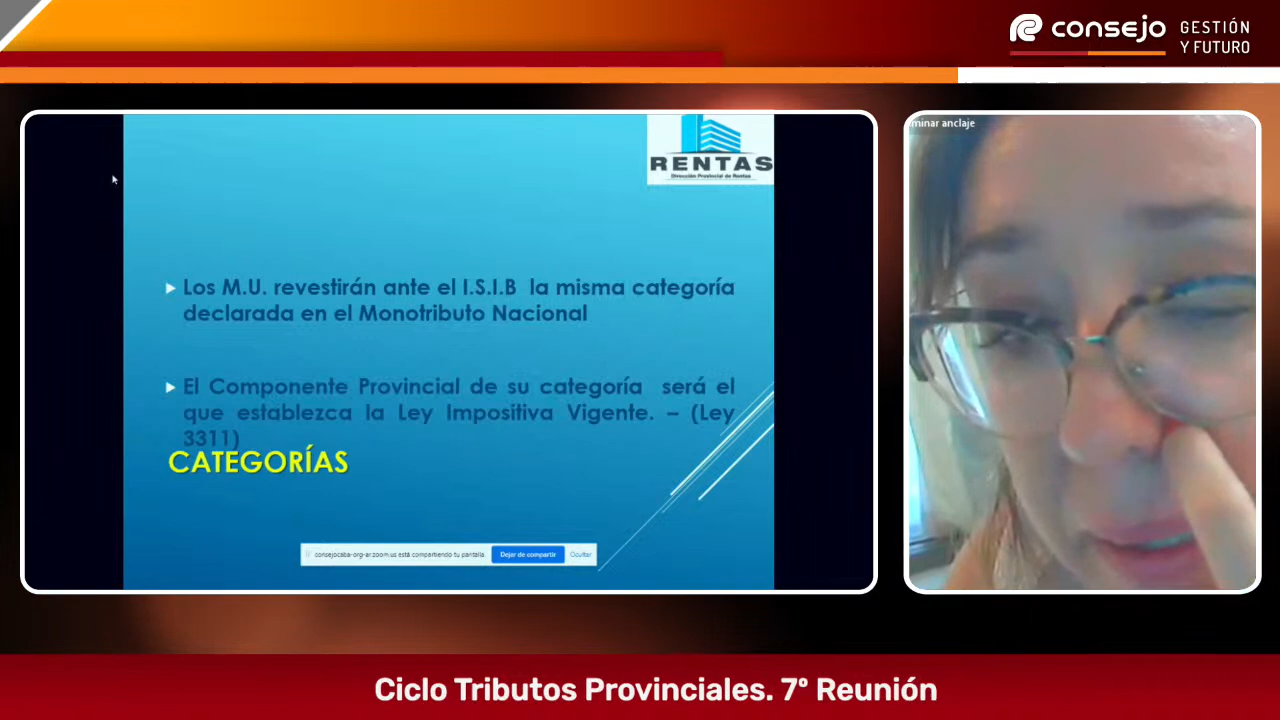 consejo
GESTIÓN
Y FUTURO
minar anclaje
RENTAS
Dirección Provincial de Rentas
Los M.U. revestirán ante el I.S.I.B la misma categoría
declarada en el Monotributo Nacional
El Componente Provincial de su categoría será el
que establezca la Ley Impositiva Vigente. – (Ley
3311)
CATEGORÍAS
consejocaba-org-ar.zoom.us está compartiendo tu pantalla. Dejar de compartir Ocultar
Ciclo Tributos Provinciales. 7º Reunión